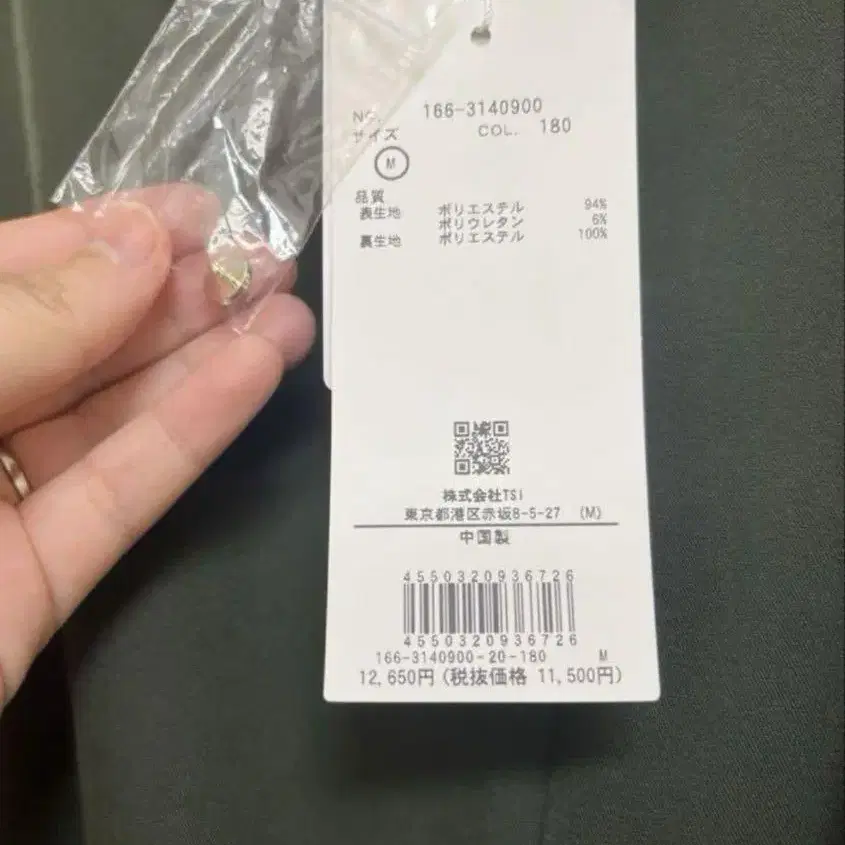 NO. 166-3140900
サイズ COL. 180
M
品質
表生地 ポリエステル 94%
ポリウレタン 6%
裏生地 ポリエステル 100%
株式会社TSI
東京都港区赤坂8-5-27 (M)
中国製
4550320936726
4550320936726
166-3140900-20-180 M
12,650円(税抜価格 11,500円)